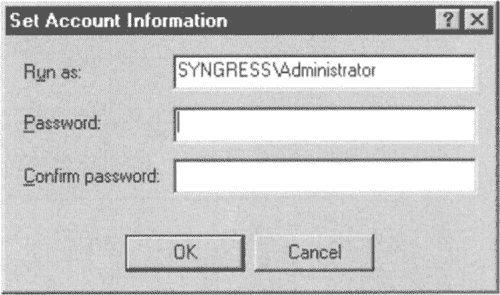 Set Account Information
Run as:
SYNGRESS\Administrator
Password:
Confirm password:
OK
Cancel